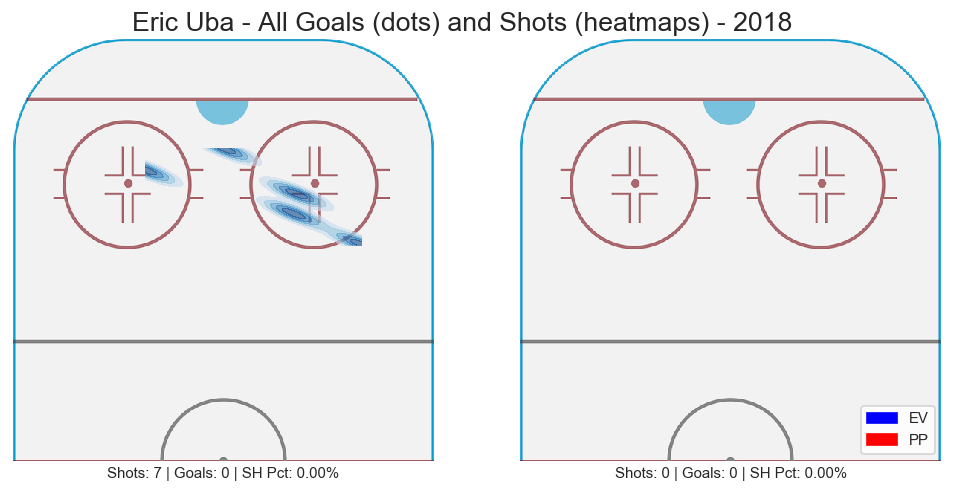 Eric Uba - All Goals (dots) and Shots (heatmaps) - 2018
EV
PP
Shots: 7 | Goals: 0 | SH Pct: 0.00%
Shots: 0 | Goals: 0 | SH Pct: 0.00%